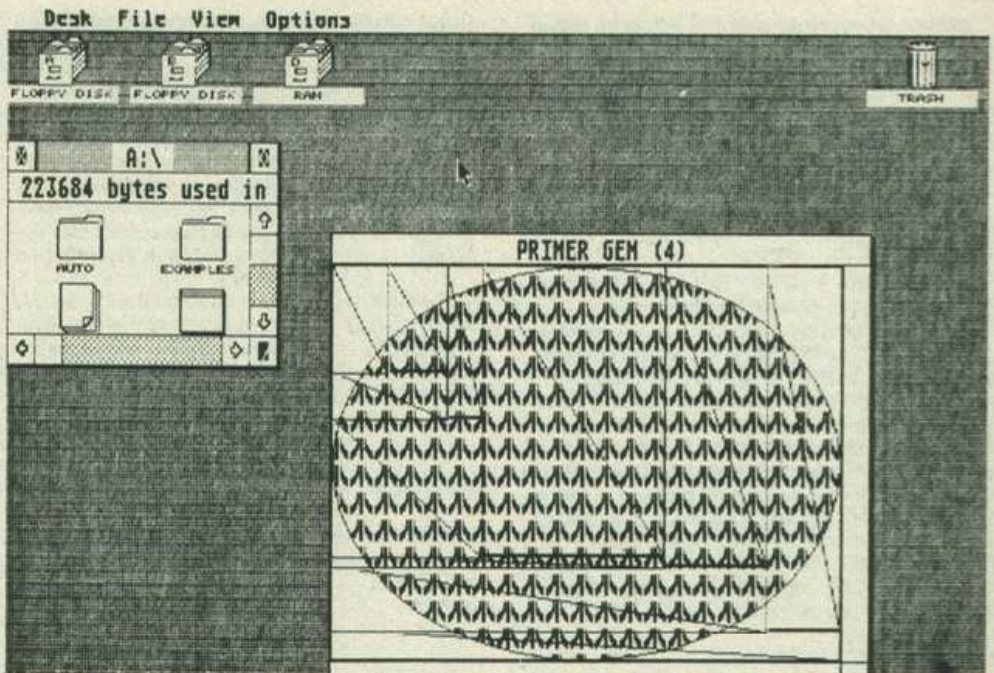 Desk File View Options
FLOPPY DISK FLOPPY DISK RAM TRASH
A:\
223684 bytes used in
AUTO EXAMPLES
PRIMER GEM (4)